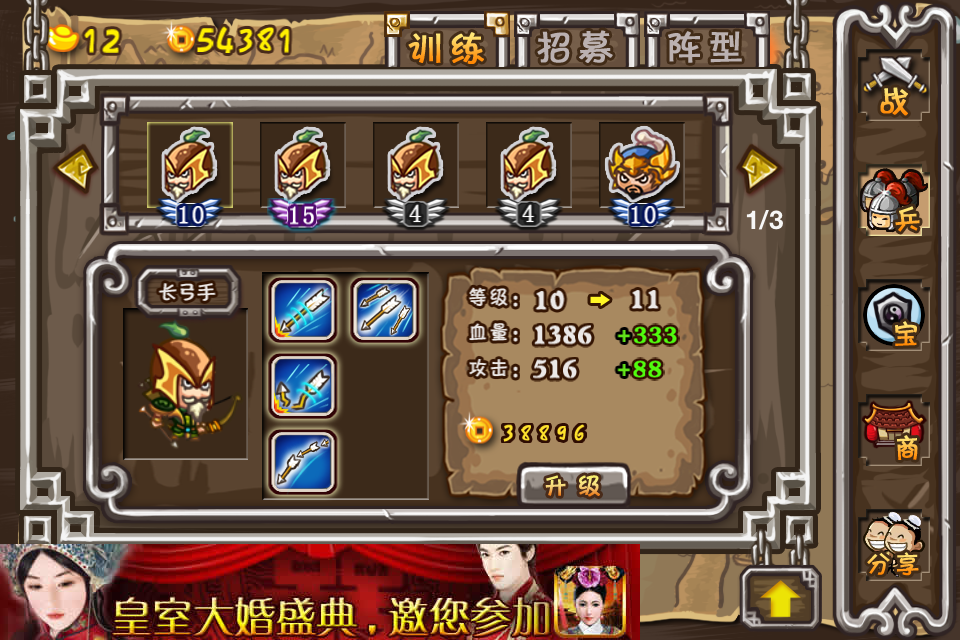 12
54381
训练
招募
阵型
战
10
15
4
4
10
1/3
兵
长弓手
等级: 10 11
血量: 1386 +333
攻击: 516 +88
38896
升级
宝
商
分享
皇室大婚盛典，邀您参加